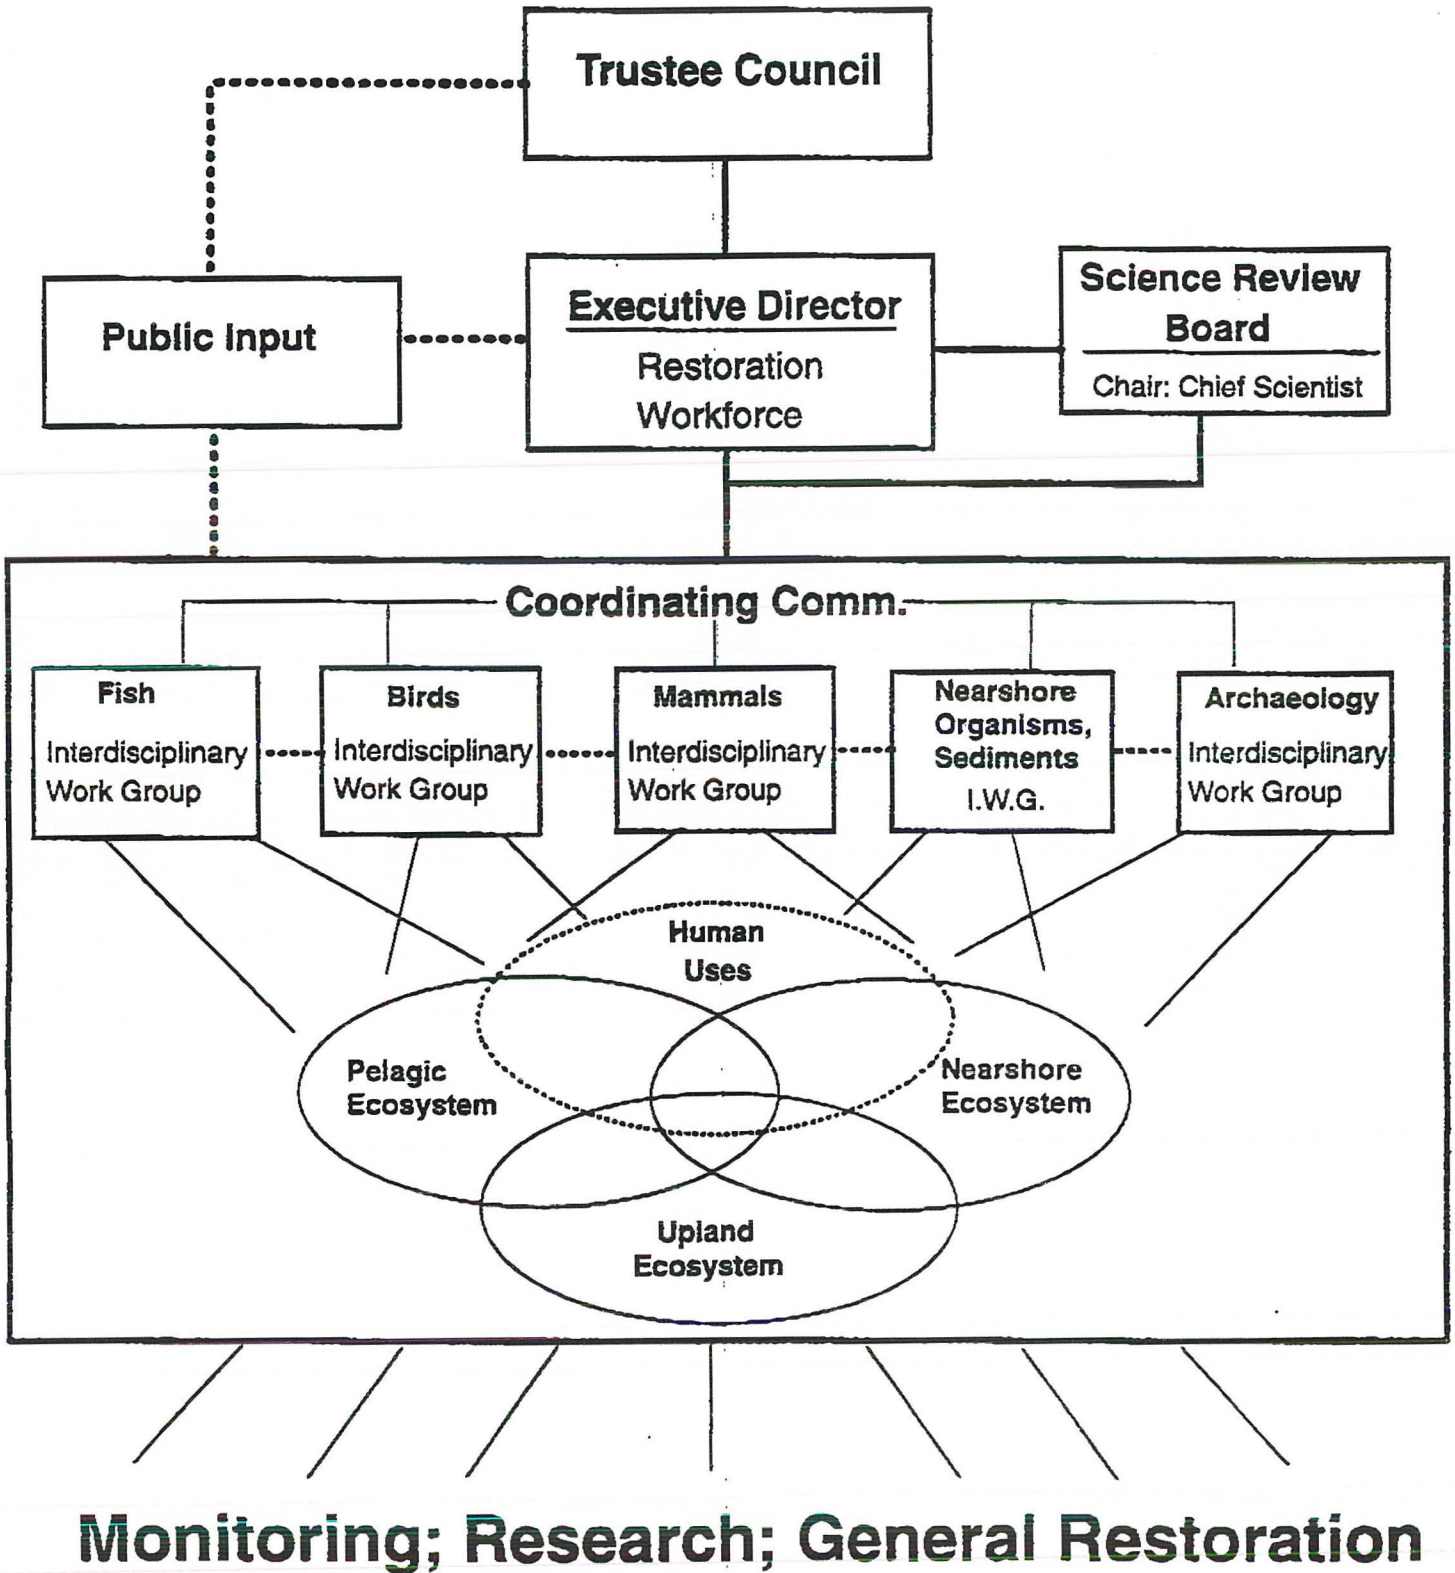 Trustee Council
Public Input
Executive Director
Restoration
Workforce
Science Review
Board
Chair: Chief Scientist
Coordinating Comm.
Fish
Interdisciplinary
Work Group
Birds
Interdisciplinary
Work Group
Mammals
Interdisciplinary
Work Group
Nearshore
Organisms,
Sediments
I.W.G.
Archaeology
Interdisciplinary
Work Group
Human
Uses
Pelagic
Ecosystem
Nearshore
Ecosystem
Upland
Ecosystem
Monitoring; Research; General Restoration